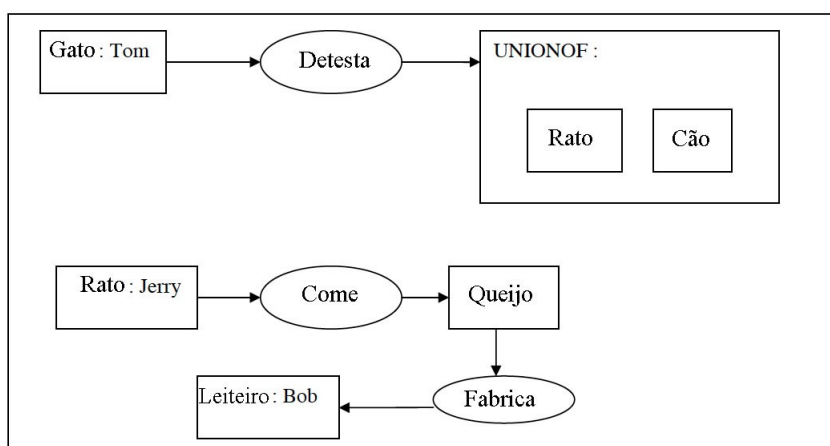 Gato : Tom
Detesta
UNIONOF :
Rato
Cão
Rato : Jerry
Come
Queijo
Leiteiro : Bob
Fabrica